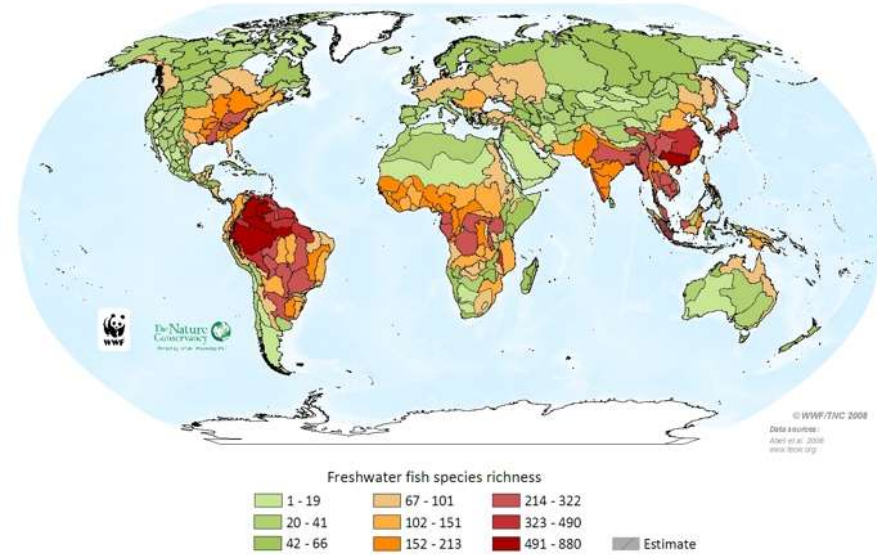 WWF
The Nature
Conservancy
© WWF/TNC 2008
Data sources:
Abell et al. 2008
www.feow.org
Freshwater fish species richness
1 - 19
67 - 101
214 - 322
20 - 41
102 - 151
323 - 490
42 - 66
152 - 213
491 - 880
Estimate